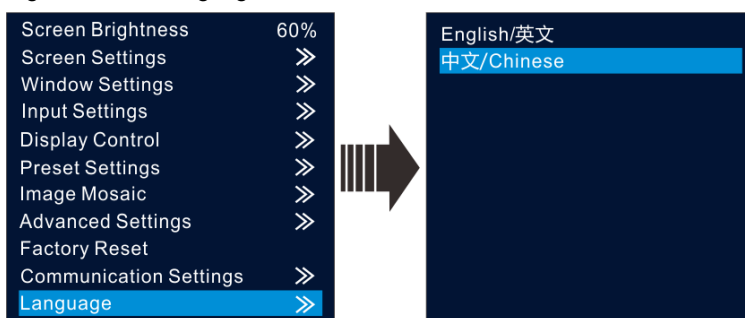 Screen Brightness 60%
Screen Settings
Window Settings
Input Settings
Display Control
Preset Settings
Image Mosaic
Advanced Settings
Factory Reset
Communication Settings
Language
English/英文
中文/Chinese